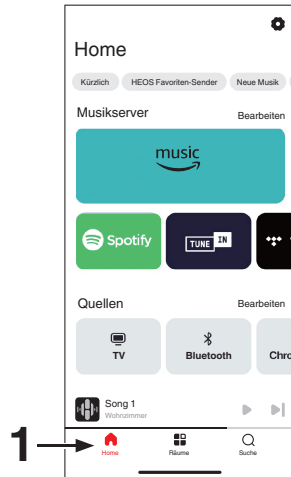 Home
Kürzlich HEOS Favoriten-Sender Neue Musik
Musikserver Bearbeiten
music
Spotify TUNE IN
Quellen Bearbeiten
TV Bluetooth Chro
Song 1
Wohnzimmer
1
Home Räume Suche